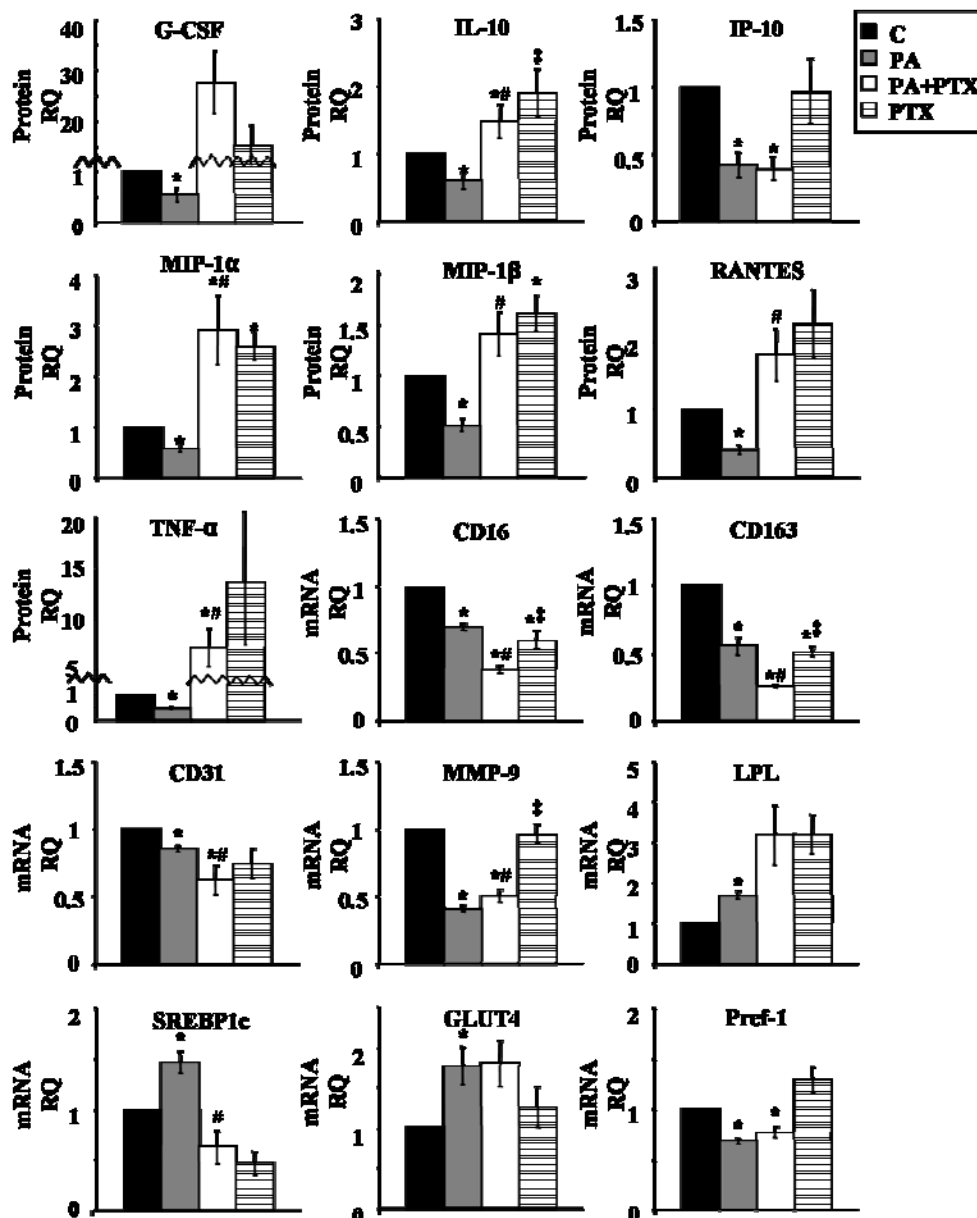 G-CSF
Protein RQ
40
30
20
1
0
*
IL-10
Protein RQ
3
2
1
0
*
*#
‡
IP-10
Protein RQ
1.5
1
0.5
0
*
*
C
PA
PA+PTX
PTX
MIP-1α
Protein RQ
4
3
2
1
0
*
*#
#
MIP-1β
Protein RQ
2
1.5
1
0.5
0
*
#
*
RANTES
Protein RQ
3
2
1
0
*
#
TNF-α
Protein RQ
20
15
10
5
1
0
*
*#
CD16
mRNA RQ
1.5
1
0.5
0
*
*#
*‡
CD163
mRNA RQ
1.5
1
0.5
0
*
*#
*‡
CD31
mRNA RQ
1.5
1
0.5
0
*
*#
MMP-9
mRNA RQ
1.5
1
0.5
0
*
*#
‡
LPL
mRNA RQ
5
4
3
2
1
0
*
SREBP1c
mRNA RQ
2
1
0
*
#
GLUT4
mRNA RQ
2
1
0
*
Pref-1
mRNA RQ
2
1
0
*
*